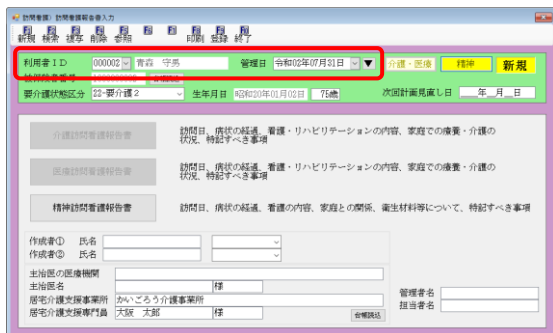 訪問看護) 訪問看護報告書入力
新規 検索 複写 削除 参照 印刷 登録 終了
利用者ID 000002 青森 守男 管理日 令和02年07月31日 ▼ 介護・医療 精神 新規
要介護状態区分 22-要介護2 生年月日 昭和20年01月02日 75歳 次回計画見直し日 __年_月_日
介護訪問看護報告書 訪問日、病状の経過、看護・リハビリテーションの内容、家庭での療養・介護の
状況、特記すべき事項
医療訪問看護報告書 訪問日、病状の経過、看護・リハビリテーションの内容、家庭での療養・介護の
状況、特記すべき事項
精神訪問看護報告書 訪問日、病状の経過、看護の内容、家庭との関係、衛生材料等について、特記すべき事項
作成者① 氏名
作成者② 氏名
主治医の医療機関
主治医名 様
居宅介護支援事業所 かいごろう介護事業所 管理者名
居宅介護支援専門員 大阪 太郎 様 台帳読込 担当者名